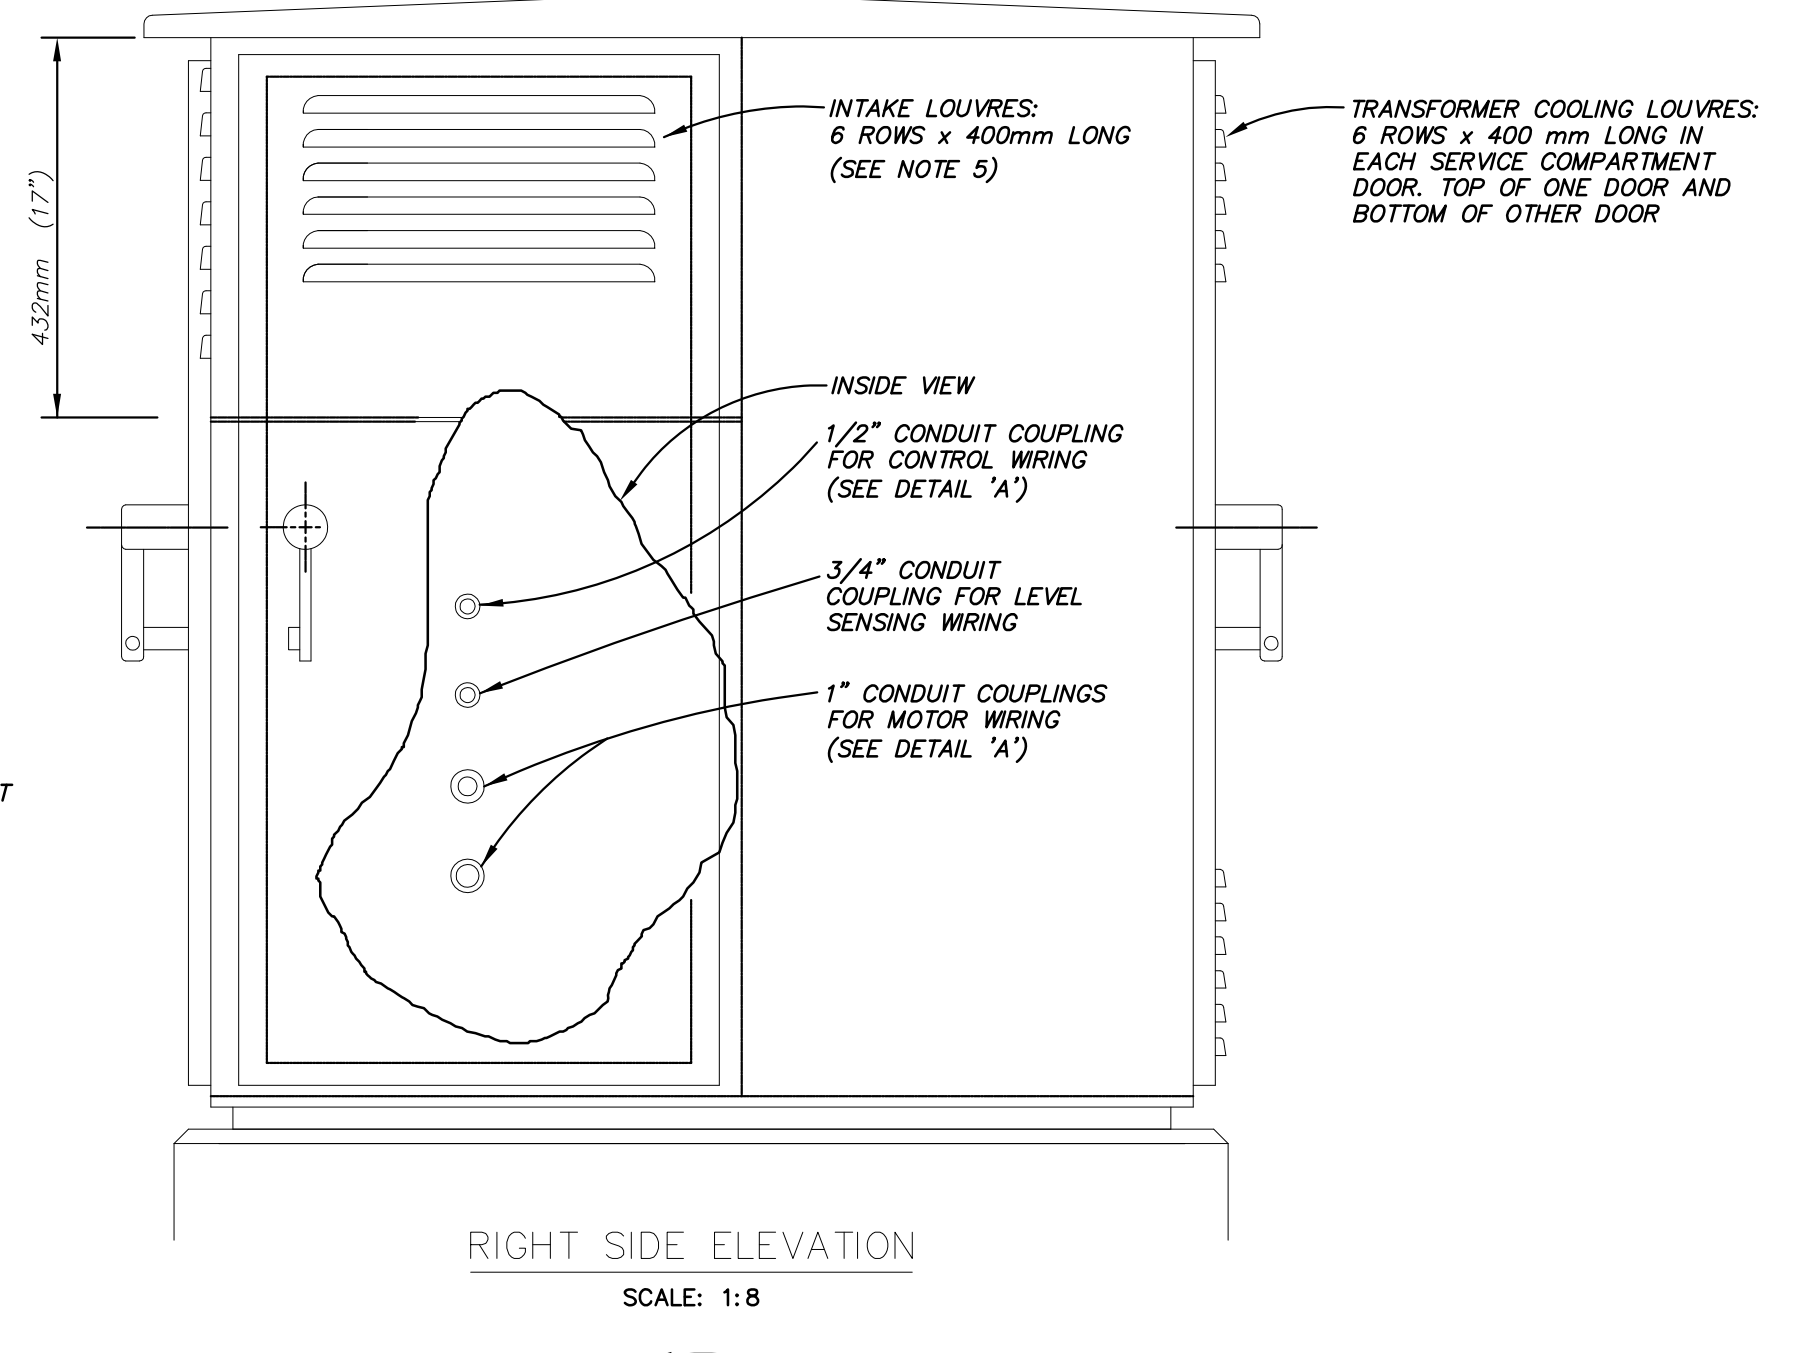 432mm (17")
INTAKE LOUVRES:
6 ROWS x 400mm LONG
(SEE NOTE 5)
TRANSFORMER COOLING LOUVRES:
6 ROWS x 400 mm LONG IN
EACH SERVICE COMPARTMENT
DOOR. TOP OF ONE DOOR AND
BOTTOM OF OTHER DOOR
INSIDE VIEW
1/2" CONDUIT COUPLING
FOR CONTROL WIRING
(SEE DETAIL 'A')
3/4" CONDUIT
COUPLING FOR LEVEL
SENSING WIRING
1" CONDUIT COUPLINGS
FOR MOTOR WIRING
(SEE DETAIL 'A')
T
RIGHT SIDE ELEVATION
SCALE: 1:8